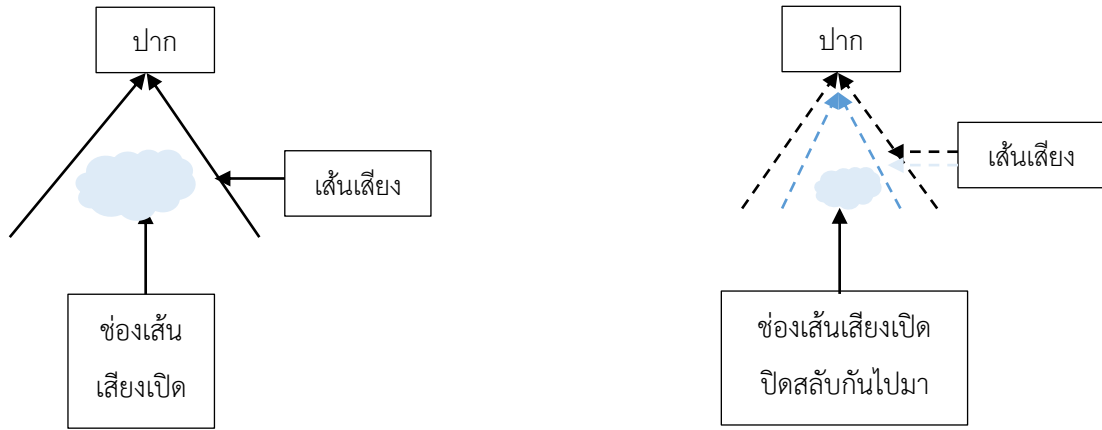 ปาก
เส้นเสียง
ช่องเส้น
เสียงเปิด
ปาก
เส้นเสียง
ช่องเส้นเสียงเปิด
ปิดสลับกันไปมา